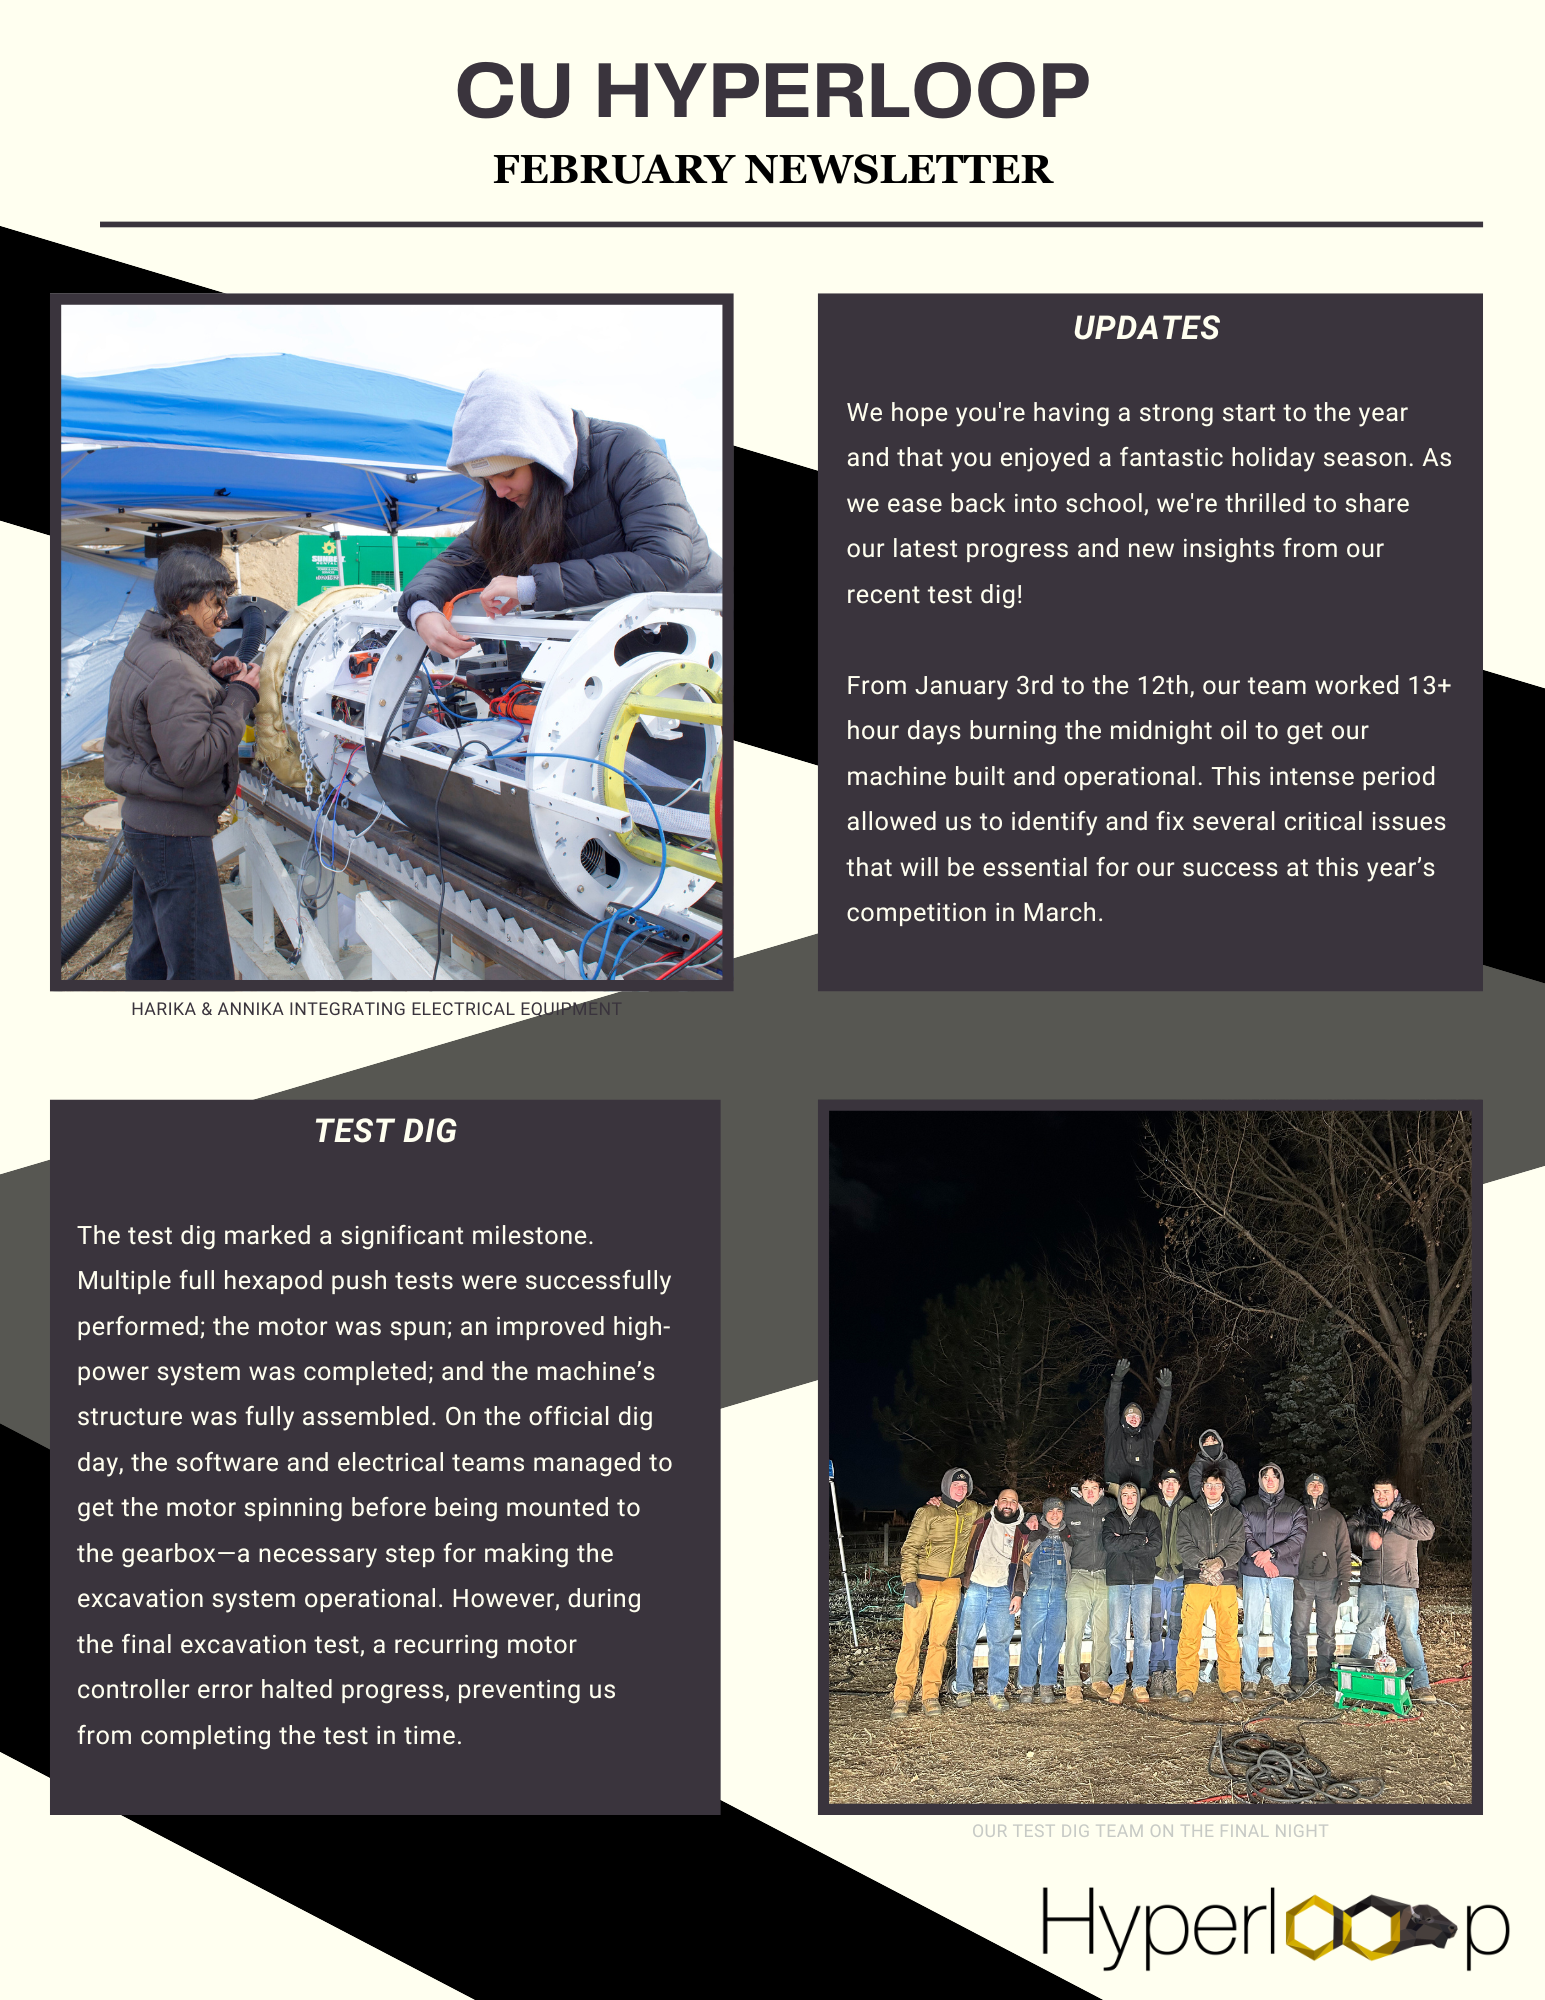 CU HYPERLOOP
FEBRUARY NEWSLETTER
UPDATES
We hope you're having a strong start to the year
and that you enjoyed a fantastic holiday season. As
we ease back into school, we're thrilled to share
our latest progress and new insights from our
recent test dig!
From January 3rd to the 12th, our team worked 13+
hour days burning the midnight oil to get our
machine built and operational. This intense period
allowed us to identify and fix several critical issues
that will be essential for our success at this year’s
competition in March.
HARIKA & ANNIKA INTEGRATING ELECTRICAL EQUIPMENT
TEST DIG
The test dig marked a significant milestone.
Multiple full hexapod push tests were successfully
performed; the motor was spun; an improved high-
power system was completed; and the machine’s
structure was fully assembled. On the official dig
day, the software and electrical teams managed to
get the motor spinning before being mounted to
the gearbox—a necessary step for making the
excavation system operational. However, during
the final excavation test, a recurring motor
controller error halted progress, preventing us
from completing the test in time.
OUR TEST DIG TEAM ON THE FINAL NIGHT
Hyperloop